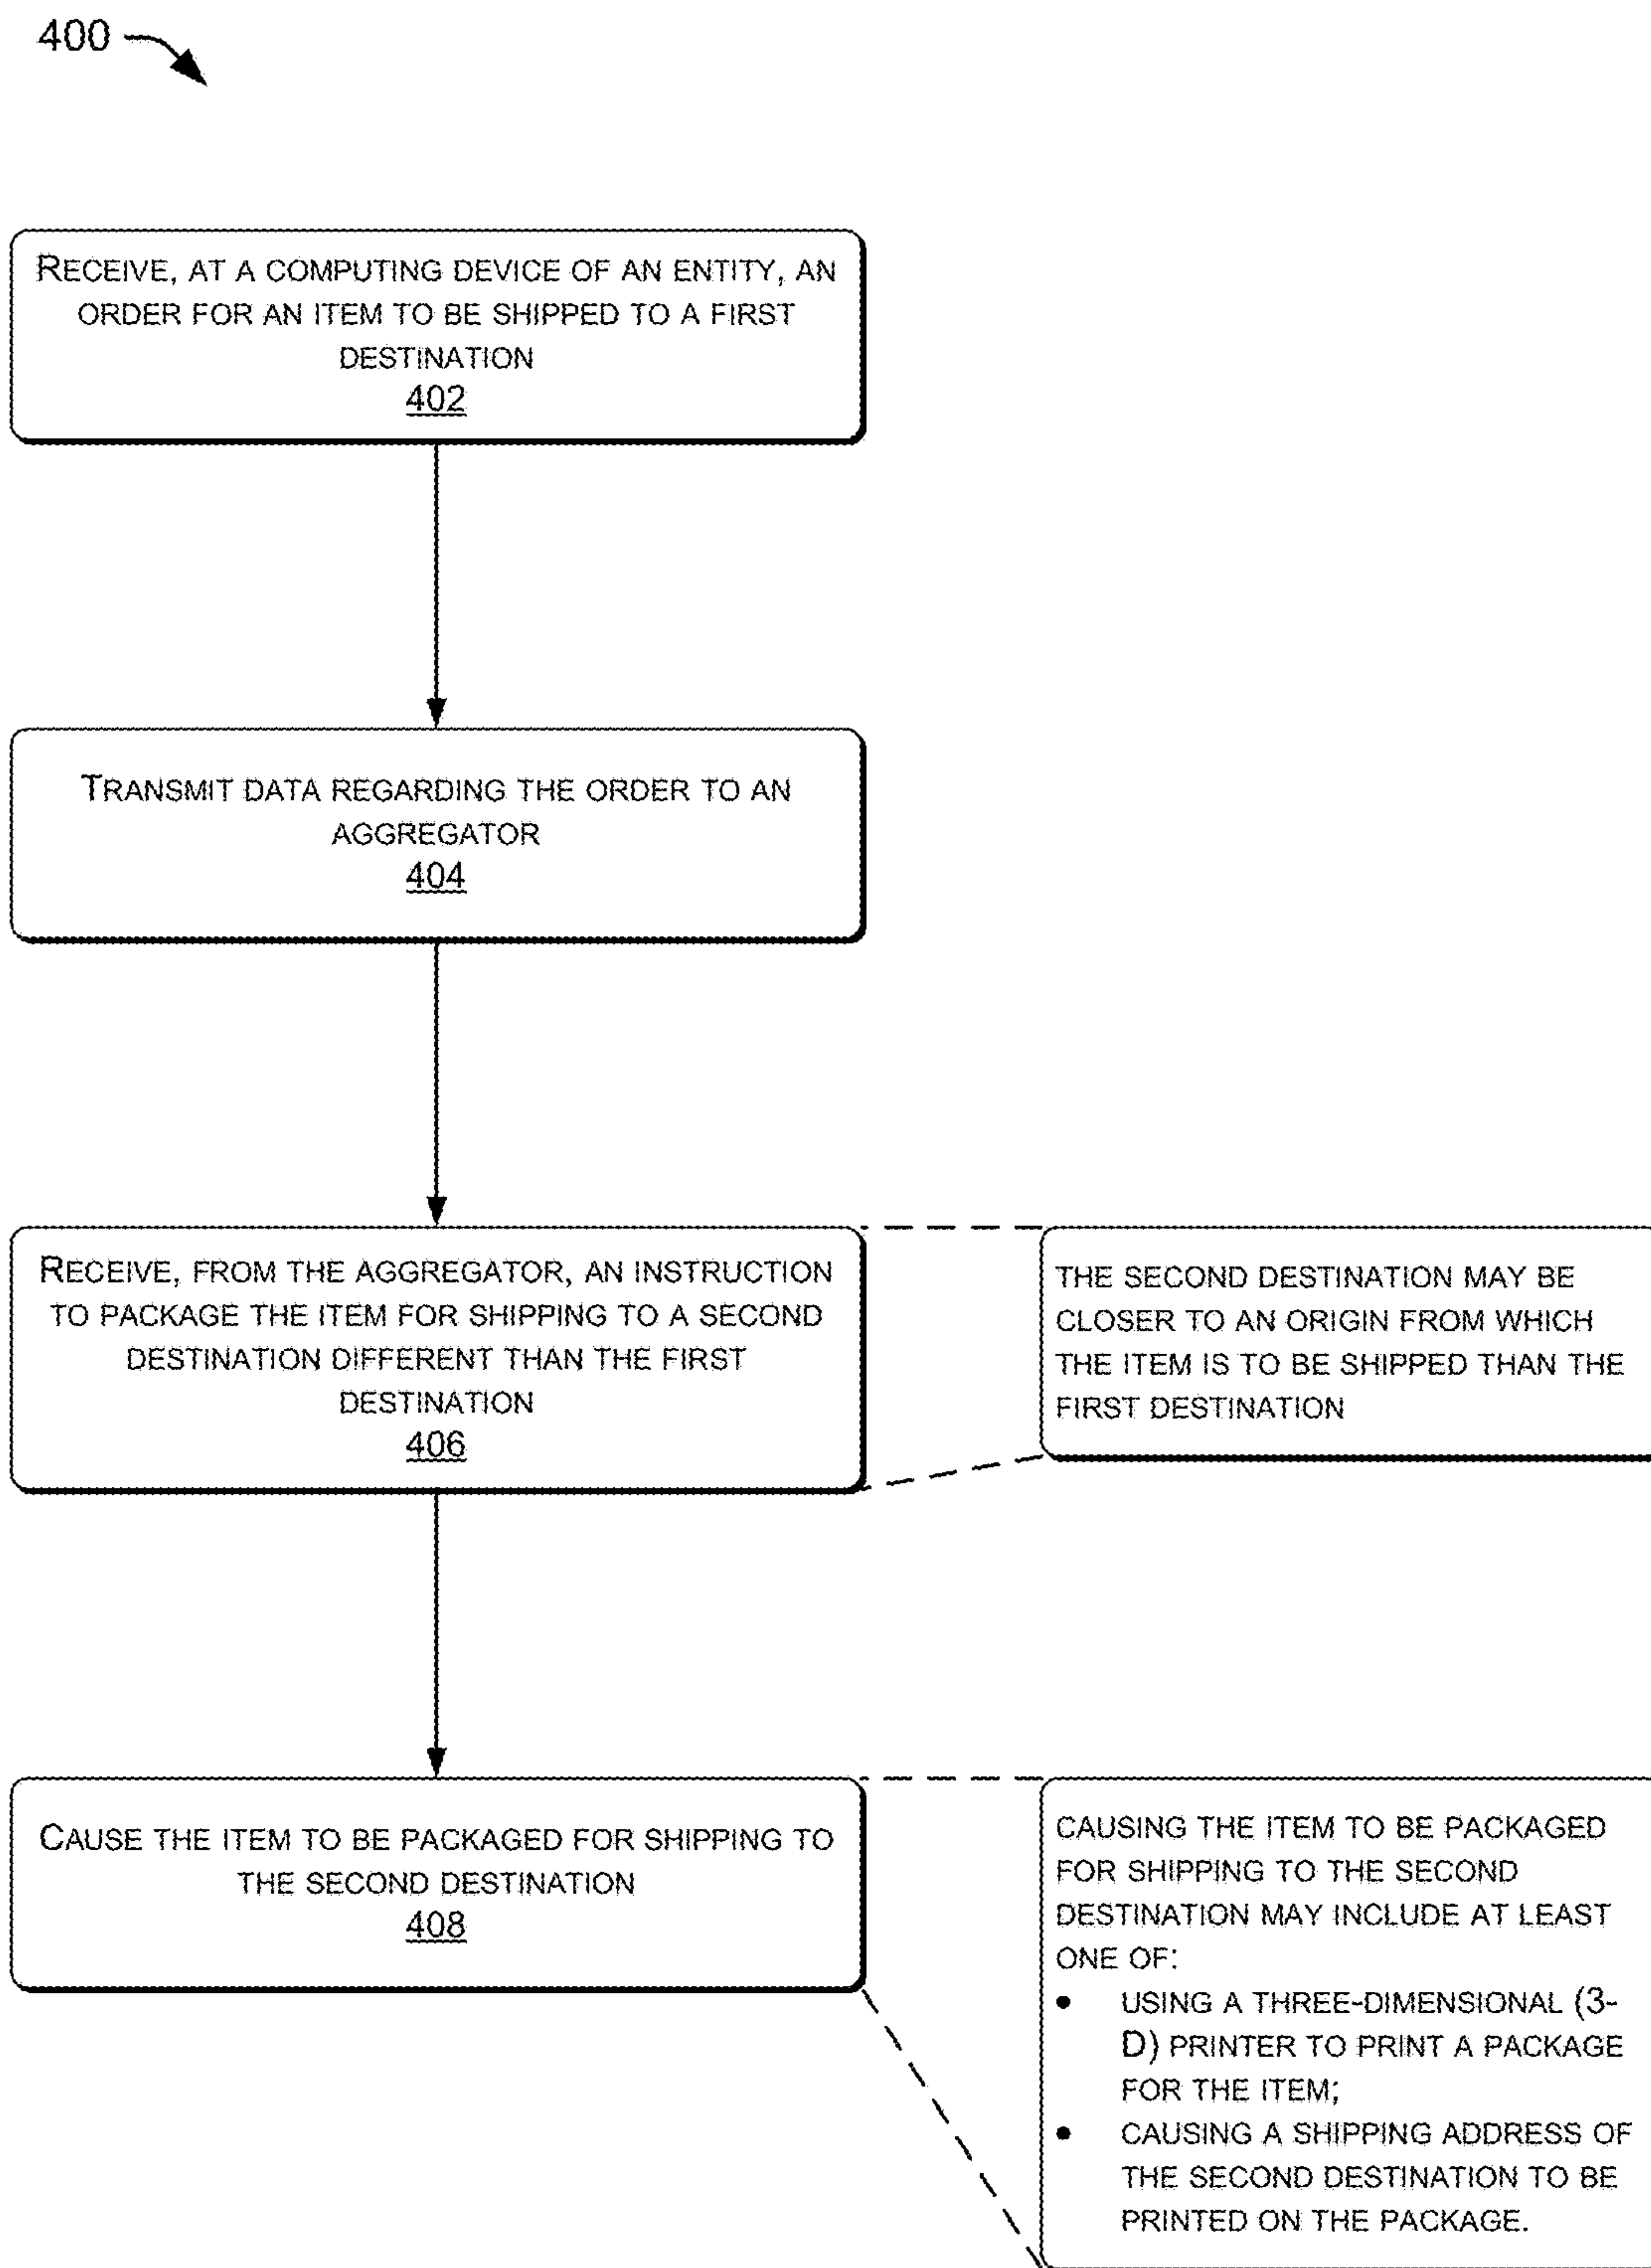 400
RECEIVE, AT A COMPUTING DEVICE OF AN ENTITY, AN
ORDER FOR AN ITEM TO BE SHIPPED TO A FIRST
DESTINATION
402
TRANSMIT DATA REGARDING THE ORDER TO AN
AGGREGATOR
404
RECEIVE, FROM THE AGGREGATOR, AN INSTRUCTION
TO PACKAGE THE ITEM FOR SHIPPING TO A SECOND
DESTINATION DIFFERENT THAN THE FIRST
DESTINATION
406
THE SECOND DESTINATION MAY BE
CLOSER TO AN ORIGIN FROM WHICH
THE ITEM IS TO BE SHIPPED THAN THE
FIRST DESTINATION
CAUSE THE ITEM TO BE PACKAGED FOR SHIPPING TO
THE SECOND DESTINATION
408
CAUSING THE ITEM TO BE PACKAGED
FOR SHIPPING TO THE SECOND
DESTINATION MAY INCLUDE AT LEAST
ONE OF:
• USING A THREE-DIMENSIONAL (3-
D) PRINTER TO PRINT A PACKAGE
FOR THE ITEM;
• CAUSING A SHIPPING ADDRESS OF
THE SECOND DESTINATION TO BE
PRINTED ON THE PACKAGE.